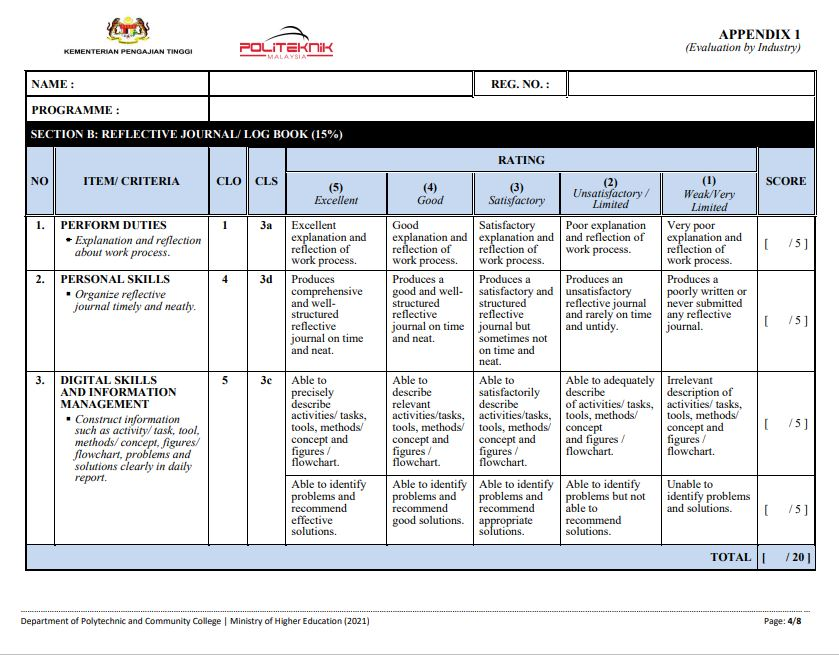 KEMENTERIAN PENGAJIAN TINGGI
POLITEKNIK
MALAYSIA
APPENDIX 1
(Evaluation by Industry)
NAME :
REG. NO. :
PROGRAMME :
SECTION B: REFLECTIVE JOURNAL/ LOG BOOK (15%)
NO
ITEM/ CRITERIA
CLO
CLS
RATING
SCORE
(5)
Excellent
(4)
Good
(3)
Satisfactory
(2)
Unsatisfactory /
Limited
(1)
Weak/Very
Limited
1.
PERFORM DUTIES
Explanation and reflection
about work process.
1
3a
Excellent
explanation and
reflection of
work process.
Good
explanation and
reflection of
work process.
Satisfactory
explanation and
reflection of
work process.
Poor explanation
and reflection of
work process.
Very poor
explanation and
reflection of
work process.
[ / 5 ]
2.
PERSONAL SKILLS
▪ Organize reflective
journal timely and neatly.
4
3d
Produces
comprehensive
and well-
structured
reflective
journal on time
and neat.
Produces a
good and well-
structured
reflective
journal on time
and neat.
Produces a
satisfactory and
structured
reflective
journal but
sometimes not
on time and
neat.
Produces an
unsatisfactory
reflective journal
and rarely on time
and untidy.
Produces a
poorly written or
never submitted
any reflective
journal.
[ / 5 ]
3.
DIGITAL SKILLS
AND INFORMATION
MANAGEMENT
▪ Construct information
such as activity/ task, tool,
methods/ concept, figures/
flowchart, problems and
solutions clearly in daily
report.
5
3c
Able to
precisely
describe
activities/ tasks,
tools, methods/
concept and
figures /
flowchart.
Able to
describe
relevant
activities/tasks,
tools, methods/
concept and
figures /
flowchart.
Able to
satisfactorily
describe
activities/tasks,
tools, methods/
concept and
figures /
flowchart.
Able to adequately
describe
of activities/ tasks,
tools, methods/
concept
and figures /
flowchart.
Irrelevant
description of
activities/ tasks,
tools, methods/
concept and
figures /
flowchart.
[ / 5 ]
Able to identify
problems and
recommend
effective
solutions.
Able to identify
problems and
recommend
good solutions.
Able to identify
problems and
recommend
appropriate
solutions.
Able to identify
problems but not
able to
recommend
solutions.
Unable to
identify problems
and solutions.
[ / 5 ]
TOTAL
[ / 20 ]
Department of Polytechnic and Community College | Ministry of Higher Education (2021)
Page: 4/8